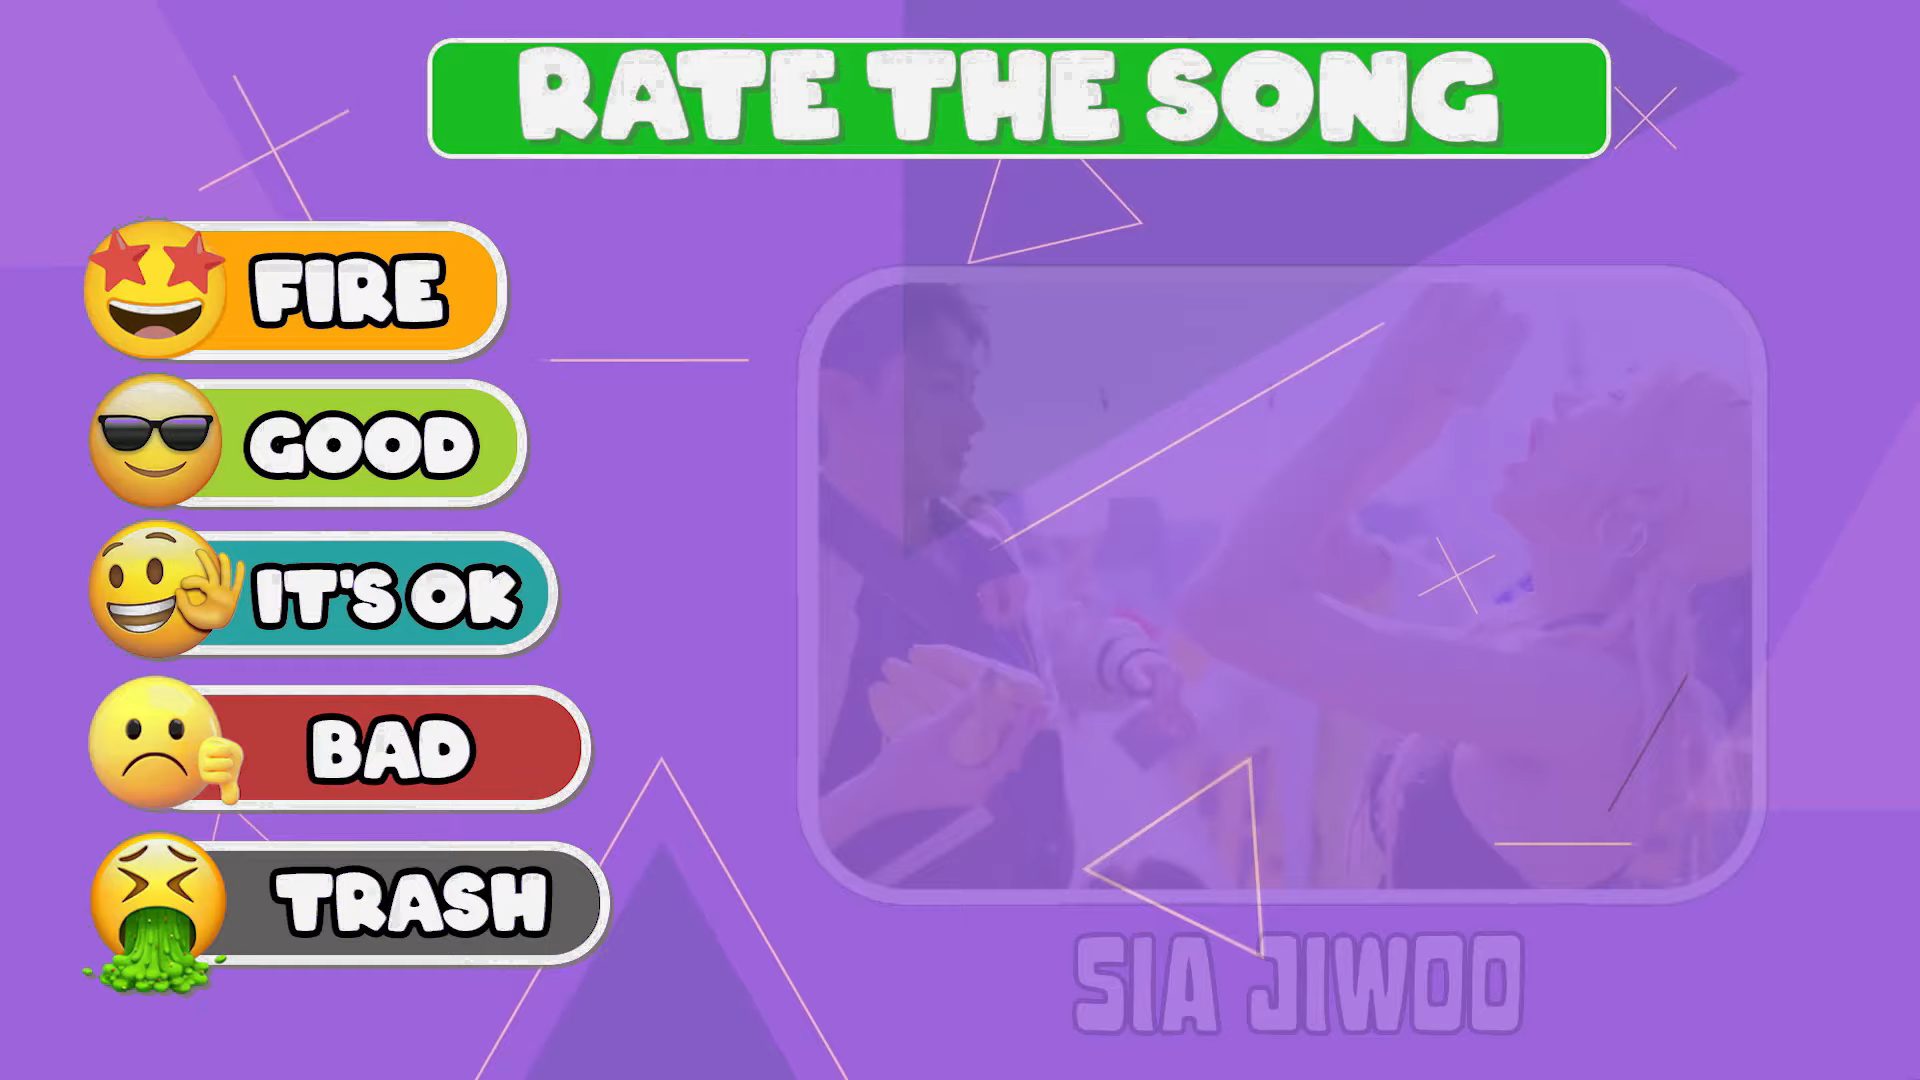 RATE THE SONG
FIRE
GOOD
IT'S OK
BAD
TRASH
SIA JIWOO